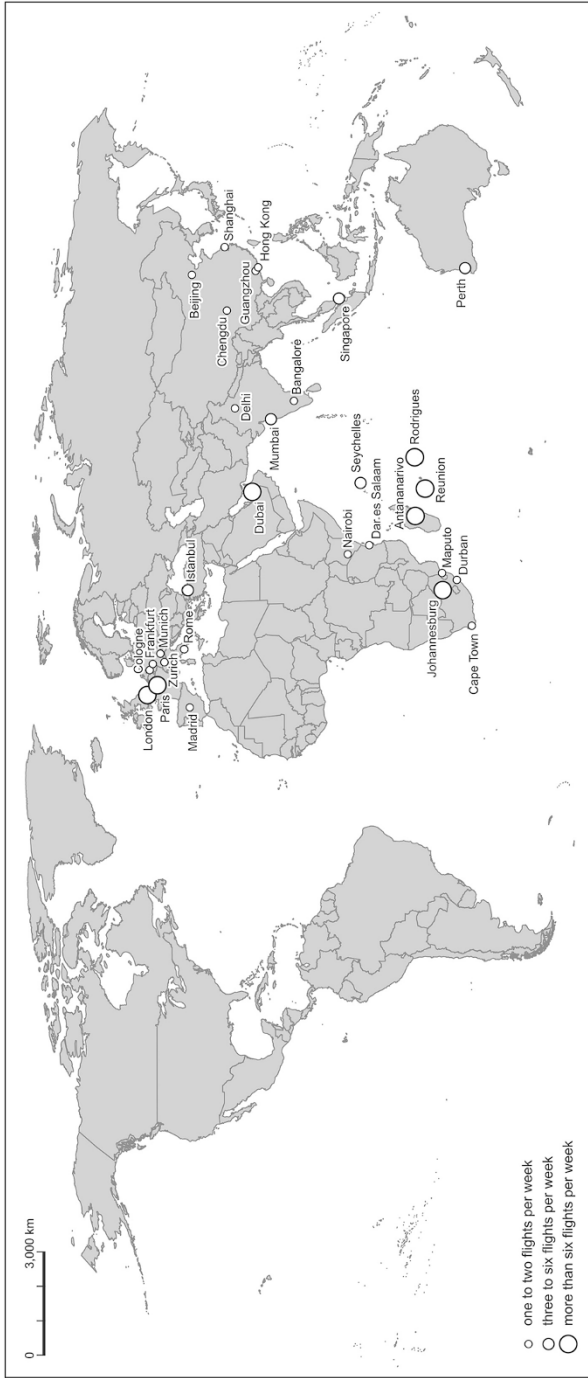 Beijing
Shanghai
Chengdu
Guangzhou
Hong Kong
Delhi
Mumbai
Bangalore
Singapore
Perth
Dubai
Istanbul
Cologne
Frankfurt
Munich
Zurich
Rome
London
Paris
Madrid
Nairobi
Dar es Salaam
Seychelles
Antananarivo
Rodrigues
Reunion
Johannesburg
Maputo
Durban
Cape Town
0 3,000 km
one to two flights per week
three to six flights per week
more than six flights per week